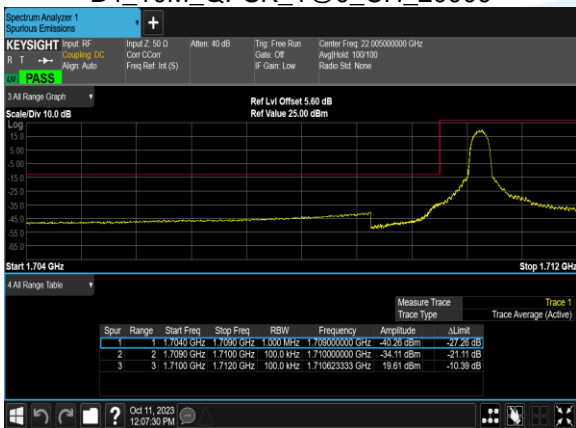 Spectrum Analyzer 1
Spurious Emissions
KEYSIGHT Input: RF Input Z: 50 Ω Atten: 40 dB Trig: Free Run Center Freq: 22.005000000 GHz
R T Coupling: DC Corr CCorr Gate: Off Avg|Hold: 100/100
Align: Auto Freq Ref: Int (S) IF Gain: Low Radio Std: None
LM PASS
3 All Range Graph Ref Lvl Offset 5.60 dB
Scale/Div 10.0 dB Ref Value 25.00 dBm
Log
15.0
5.00
-5.00
-15.0
-25.0
-35.0
-45.0
-55.0
-65.0
Start 1.704 GHz Stop 1.712 GHz
4 All Range Table
Measure Trace Trace 1
Trace Type Trace Average (Active)
Spur Range Start Freq Stop Freq RBW Frequency Amplitude ΔLimit
1 1 1.7040 GHz 1.7090 GHz 1.000 MHz 1.709000000 GHz -40.26 dBm -27.26 dB
2 2 1.7090 GHz 1.7100 GHz 100.0 kHz 1.710000000 GHz -34.11 dBm -21.11 dB
3 3 1.7100 GHz 1.7120 GHz 100.0 kHz 1.710623333 GHz 19.61 dBm -10.39 dB
Oct 11, 2023
12:07:30 PM